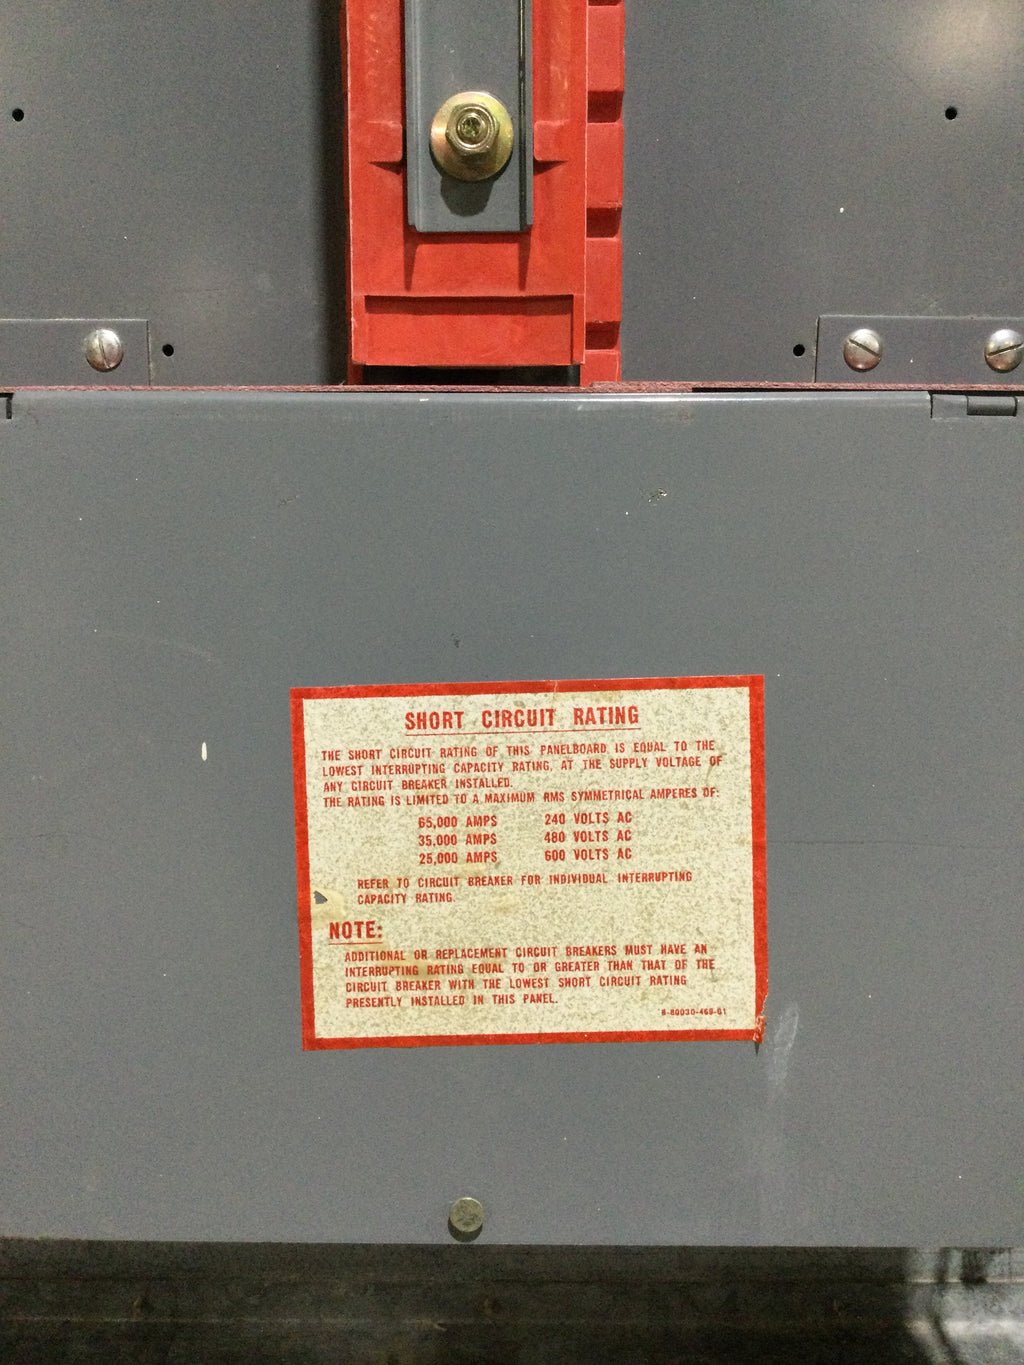 SHORT CIRCUIT RATING
THE SHORT CIRCUIT RATING OF THIS PANELBOARD IS EQUAL TO THE
LOWEST INTERRUPTING CAPACITY RATING, AT THE SUPPLY VOLTAGE OF
ANY CIRCUIT BREAKER INSTALLED.
THE RATING IS LIMITED TO A MAXIMUM RMS SYMMETRICAL AMPERES OF:
65,000 AMPS 240 VOLTS AC
35,000 AMPS 480 VOLTS AC
25,000 AMPS 600 VOLTS AC
REFER TO CIRCUIT BREAKER FOR INDIVIDUAL INTERRUPTING
CAPACITY RATING.
NOTE:
ADDITIONAL OR REPLACEMENT CIRCUIT BREAKERS MUST HAVE AN
INTERRUPTING RATING EQUAL TO OR GREATER THAN THAT OF THE
CIRCUIT BREAKER WITH THE LOWEST SHORT CIRCUIT RATING
PRESENTLY INSTALLED IN THIS PANEL.